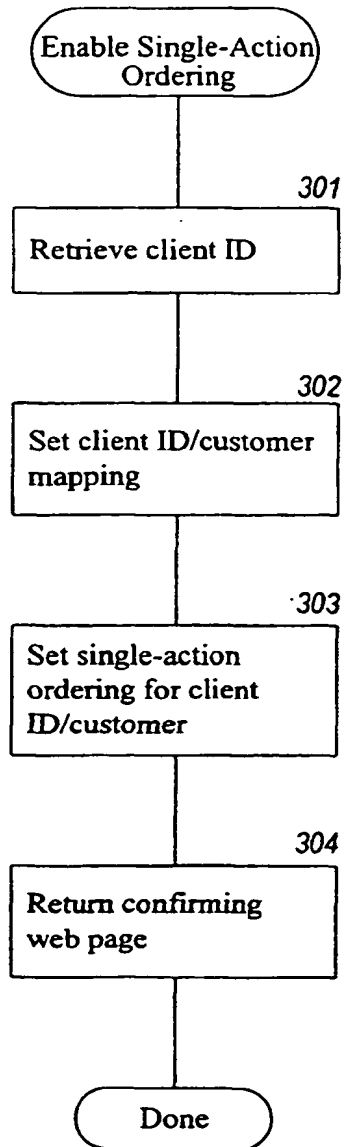 Enable Single-Action
Ordering
301
Retrieve client ID
302
Set client ID/customer
mapping
303
Set single-action
ordering for client
ID/customer
304
Return confirming
web page
Done